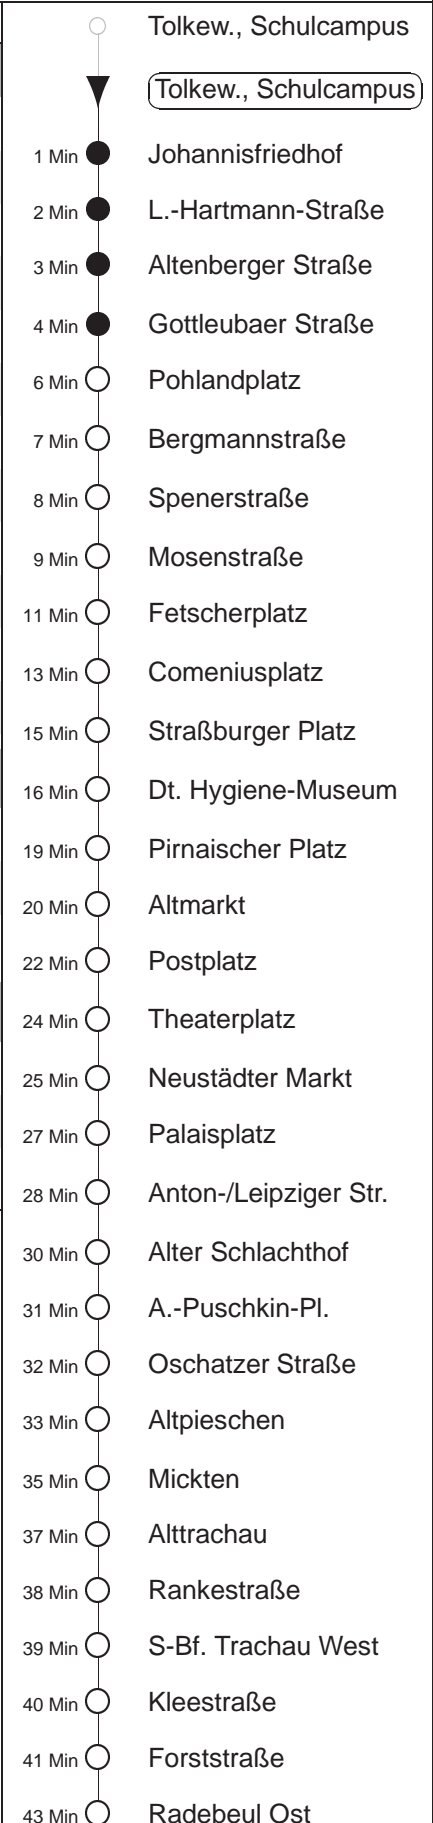 Tolkew., Schulcampus
Tolkew., Schulcampus
1 Min Johannisfriedhof
2 Min L.-Hartmann-Straße
3 Min Altenberger Straße
4 Min Gottleubaer Straße
6 Min Pohlandplatz
7 Min Bergmannstraße
8 Min Spenerstraße
9 Min Mosenstraße
11 Min Fetscherplatz
13 Min Comeniusplatz
15 Min Straßburger Platz
16 Min Dt. Hygiene-Museum
19 Min Pirnaischer Platz
20 Min Altmarkt
22 Min Postplatz
24 Min Theaterplatz
25 Min Neustädter Markt
27 Min Palaisplatz
28 Min Anton-/Leipziger Str.
30 Min Alter Schlachthof
31 Min A.-Puschkin-Pl.
32 Min Oschatzer Straße
33 Min Altpieschen
35 Min Mickten
37 Min Alttrachau
38 Min Rankestraße
39 Min S-Bf. Trachau West
40 Min Kleestraße
41 Min Forststraße
43 Min Radebeul Ost